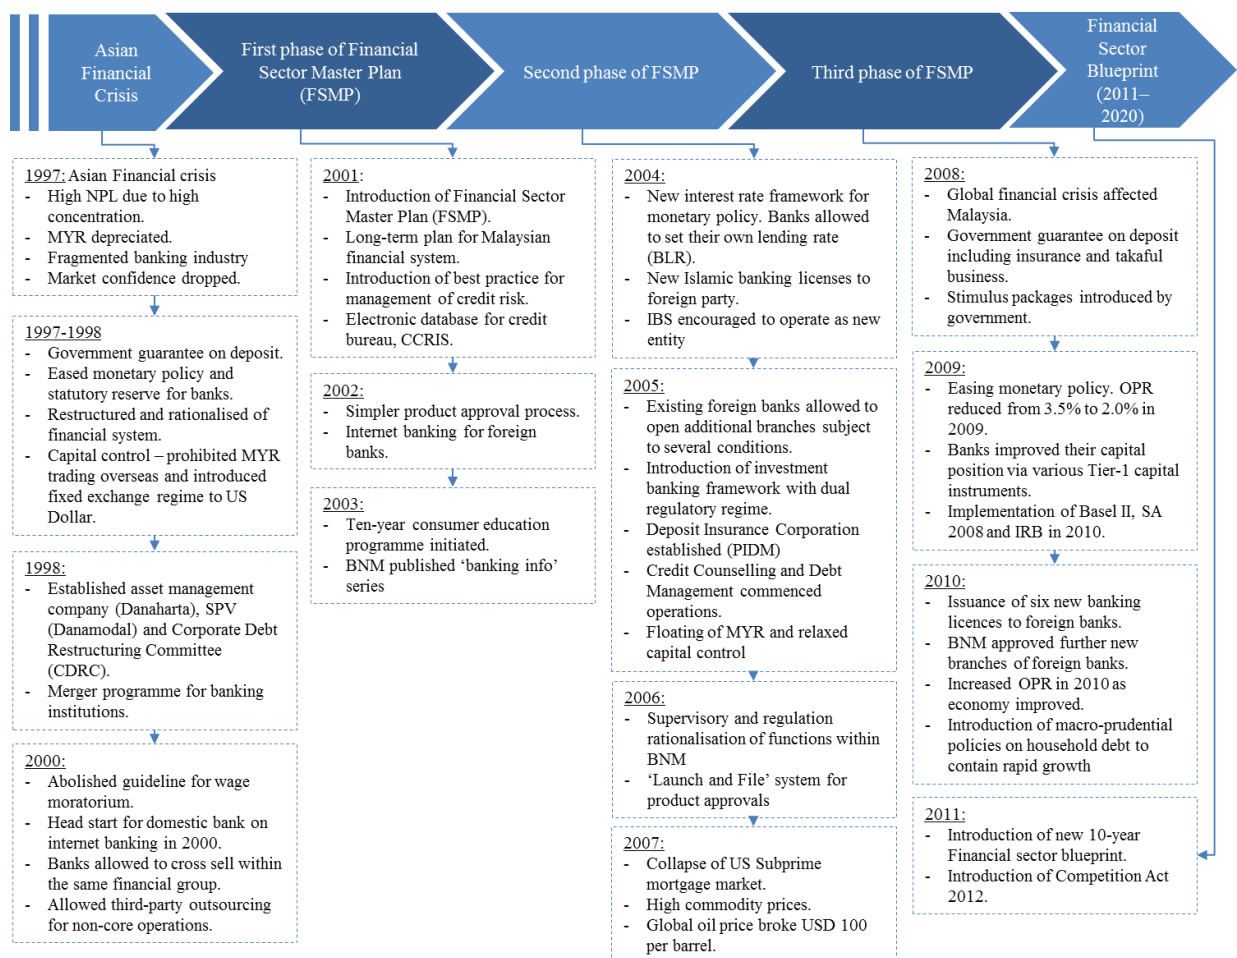 Asian
Financial
Crisis
First phase of Financial
Sector Master Plan
(FSMP)
Second phase of FSMP
Third phase of FSMP
Financial
Sector
Blueprint
(2011–
2020)
1997: Asian Financial crisis
- High NPL due to high
concentration.
- MYR depreciated.
- Fragmented banking industry
- Market confidence dropped.
1997-1998
- Government guarantee on deposit.
- Eased monetary policy and
statutory reserve for banks.
- Restructured and rationalised of
financial system.
- Capital control – prohibited MYR
trading overseas and introduced
fixed exchange regime to US
Dollar.
1998:
- Established asset management
company (Danaharta), SPV
(Danamodal) and Corporate Debt
Restructuring Committee
(CDRC).
- Merger programme for banking
institutions.
2000:
- Abolished guideline for wage
moratorium.
- Head start for domestic bank on
internet banking in 2000.
- Banks allowed to cross sell within
the same financial group.
- Allowed third-party outsourcing
for non-core operations.
2001:
- Introduction of Financial Sector
Master Plan (FSMP).
- Long-term plan for Malaysian
financial system.
- Introduction of best practice for
management of credit risk.
- Electronic database for credit
bureau, CCRIS.
2002:
- Simpler product approval process.
- Internet banking for foreign
banks.
2003:
- Ten-year consumer education
programme initiated.
- BNM published ‘banking info’
series
2004:
- New interest rate framework for
monetary policy. Banks allowed
to set their own lending rate
(BLR).
- New Islamic banking licenses to
foreign party.
- IBS encouraged to operate as new
entity
2005:
- Existing foreign banks allowed to
open additional branches subject
to several conditions.
- Introduction of investment
banking framework with dual
regulatory regime.
- Deposit Insurance Corporation
established (PIDM)
- Credit Counselling and Debt
Management commenced
operations.
- Floating of MYR and relaxed
capital control
2006:
- Supervisory and regulation
rationalisation of functions within
BNM
- ‘Launch and File’ system for
product approvals
2007:
- Collapse of US Subprime
mortgage market.
- High commodity prices.
- Global oil price broke USD 100
per barrel.
2008:
- Global financial crisis affected
Malaysia.
- Government guarantee on deposit
including insurance and takaful
business.
- Stimulus packages introduced by
government.
2009:
- Easing monetary policy. OPR
reduced from 3.5% to 2.0% in
2009.
- Banks improved their capital
position via various Tier-1 capital
instruments.
- Implementation of Basel II, SA
2008 and IRB in 2010.
2010:
- Issuance of six new banking
licences to foreign banks.
- BNM approved further new
branches of foreign banks.
- Increased OPR in 2010 as
economy improved.
- Introduction of macro-prudential
policies on household debt to
contain rapid growth
2011:
- Introduction of new 10-year
Financial sector blueprint.
- Introduction of Competition Act
2012.